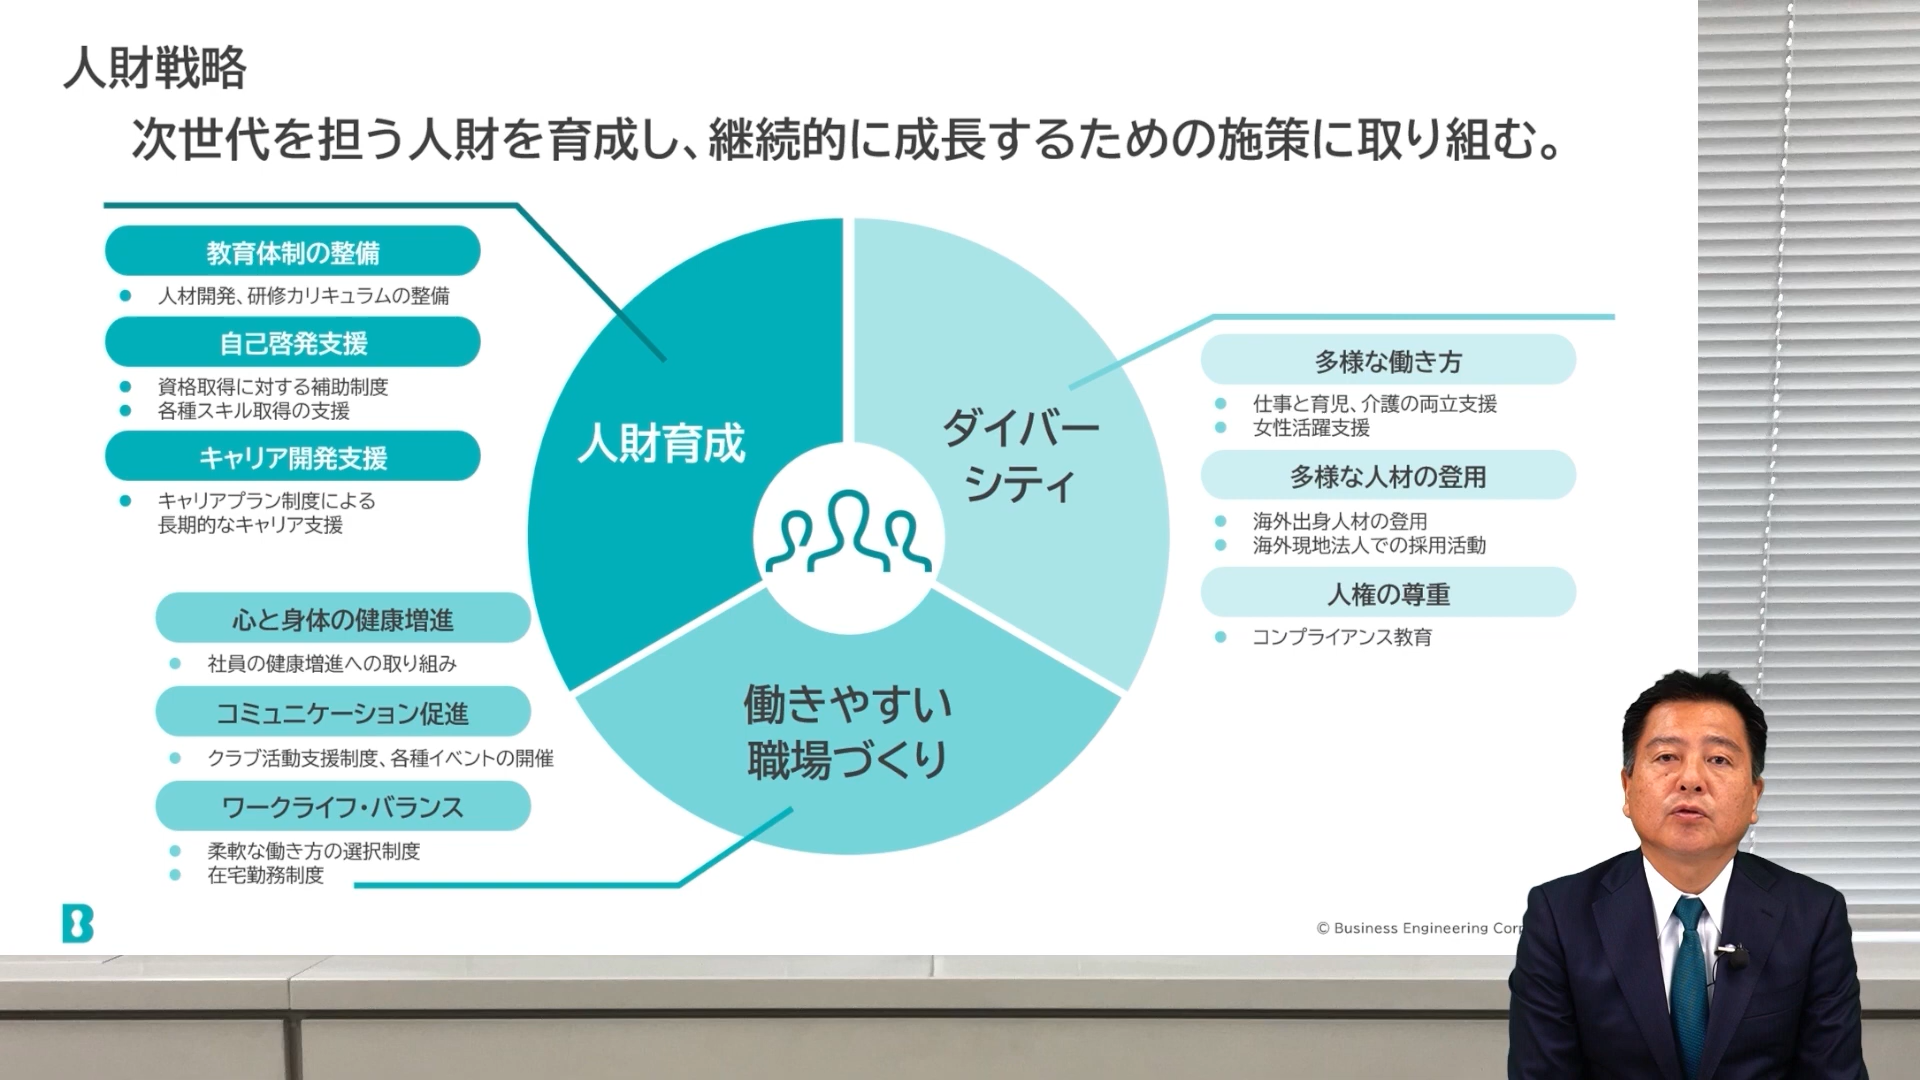 人財戦略
次世代を担う人財を育成し、継続的に成長するための施策に取り組む。
教育体制の整備
人材開発、研修カリキュラムの整備
自己啓発支援
資格取得に対する補助制度
各種スキル取得の支援
キャリア開発支援
キャリアプラン制度による
長期的なキャリア支援
心と身体の健康増進
社員の健康増進への取り組み
コミュニケーション促進
クラブ活動支援制度、各種イベントの開催
ワークライフ・バランス
柔軟な働き方の選択制度
在宅勤務制度
人財育成
ダイバー
シティ
働きやすい
職場づくり
多様な働き方
仕事と育児、介護の両立支援
女性活躍支援
多様な人材の登用
海外出身人材の登用
海外現地法人での採用活動
人権の尊重
コンプライアンス教育
B
© Business Engineering